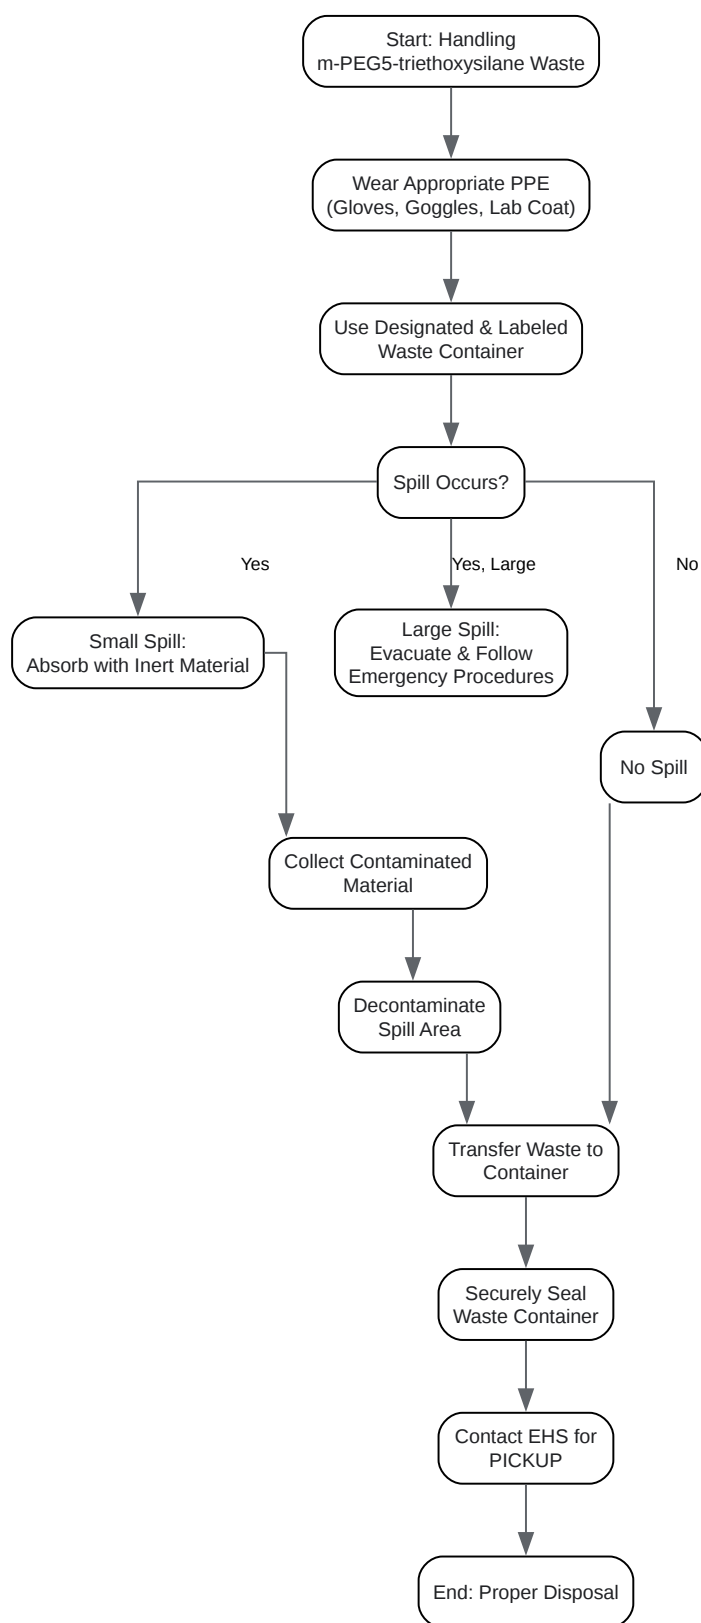 Start: Handling
m-PEG5-triethoxysilane Waste
Wear Appropriate PPE
(Gloves, Goggles, Lab Coat)
Use Designated & Labeled
Waste Container
Spill Occurs?
Yes
Yes, Large
No
Small Spill:
Absorb with Inert Material
Large Spill:
Evacuate & Follow
Emergency Procedures
No Spill
Collect Contaminated
Material
Decontaminate
Spill Area
Transfer Waste to
Container
Securely Seal
Waste Container
Contact EHS for
PICKUP
End: Proper Disposal